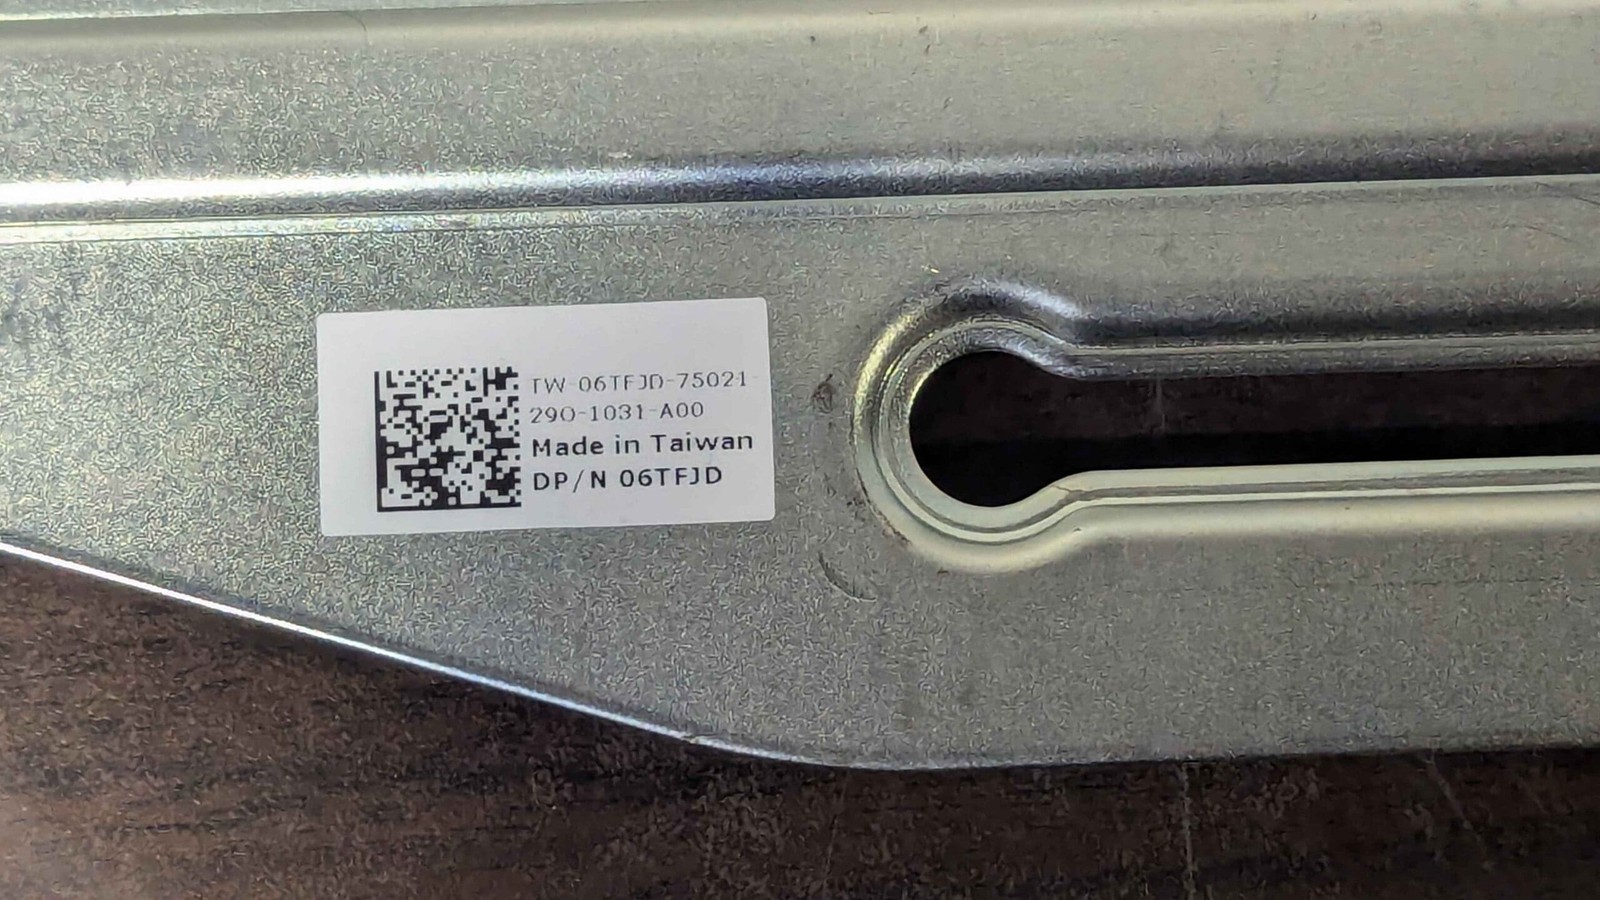 TW-06TFJD-75021-
290-1031-A00
Made in Taiwan
DP/N 06TFJD